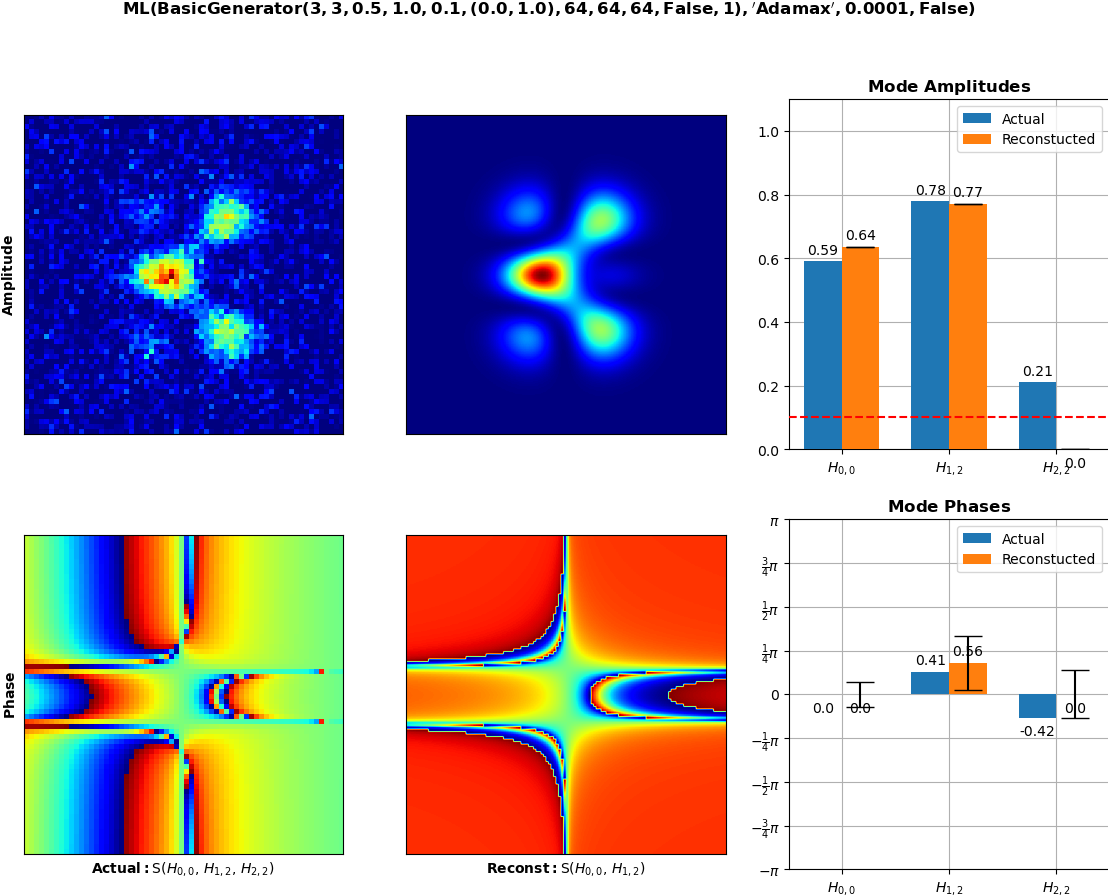 ML(BasicGenerator(3, 3, 0.5, 1.0, 0.1, (0.0, 1.0), 64, 64, 64, False, 1), ′Adamax′, 0.0001, False)
Amplitude
Mode Amplitudes
Actual
Reconstucted
1.0
0.8
0.6
0.4
0.2
0.0
0.59
0.64
0.78
0.77
0.21
0.0
H0,0
H1,2
H2,2
Phase
Actual: S(H0,0, H1,2, H2,2)
Reconst: S(H0,0, H1,2)
Mode Phases
Actual
Reconstucted
π
3/4π
1/2π
1/4π
0
−1/4π
−1/2π
−3/4π
−π
0.0
0.0
0.41
0.56
-0.42
0.0
H0,0
H1,2
H2,2